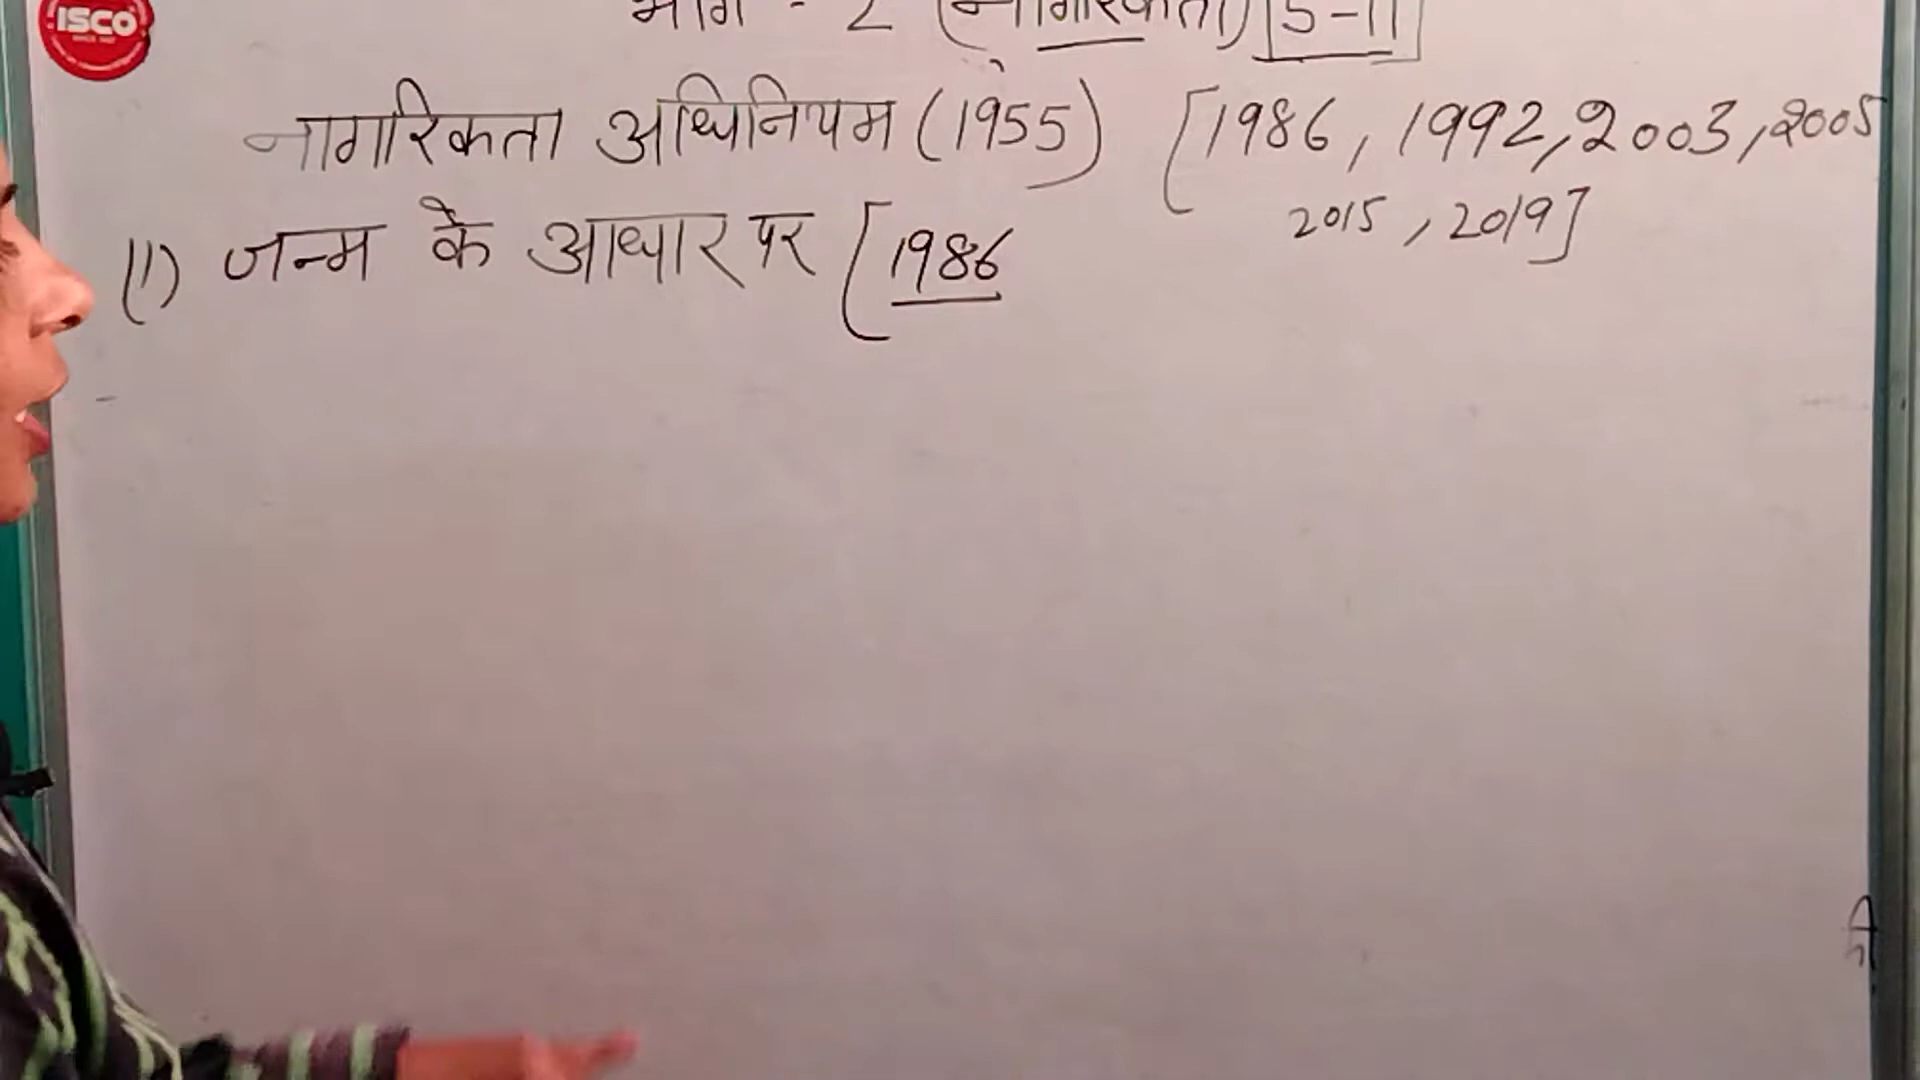 ISCO
भाग - 2 (नागरिकता) 5-11
नागरिकता अधिनियम (1955) [1986, 1992, 2003, 2005
2015, 2019]
(1) जन्म के आधार पर [1986